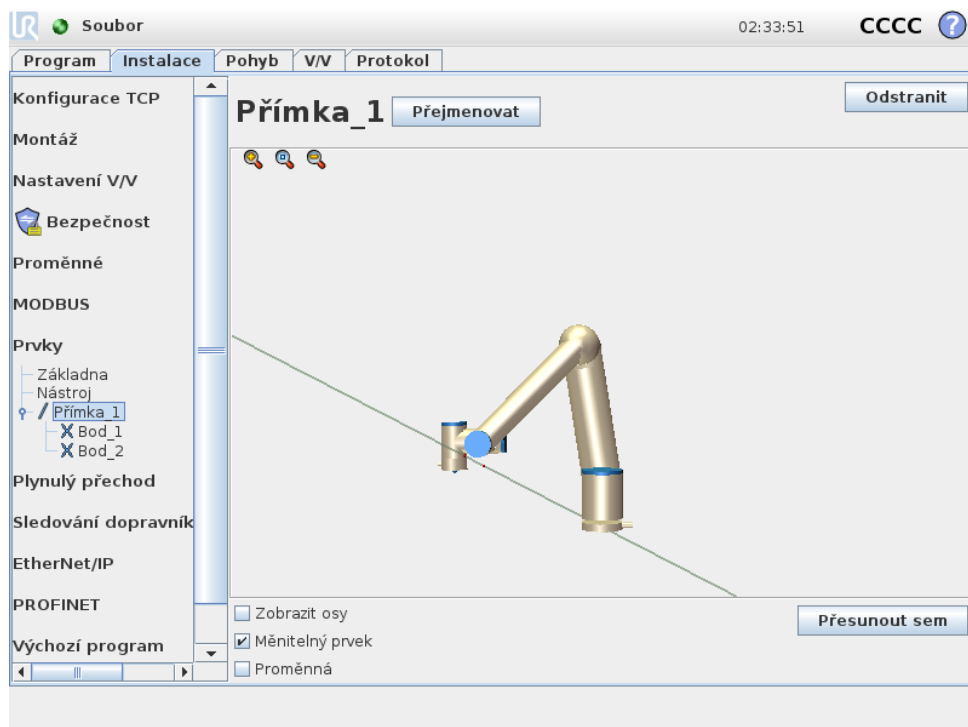 UR
Soubor
02:33:51
CCCC
?
Program
Instalace
Pohyb
V/V
Protokol
Konfigurace TCP
Montáž
Nastavení V/V
Bezpečnost
Proměnné
MODBUS
Prvky
Základna
Nástroj
Přímka_1
Bod_1
Bod_2
Plynulý přechod
Sledování dopravník
EtherNet/IP
PROFINET
Výchozí program
Přímka_1
Přejmenovat
Odstranit
Zobrazit osy
Měnitelný prvek
Proměnná
Přesunout sem